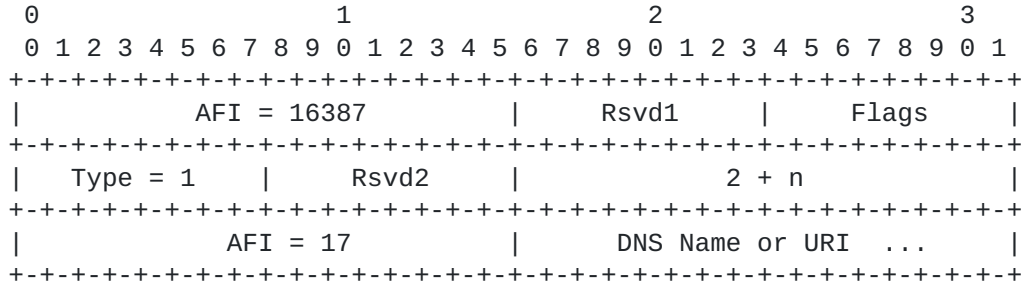 0                   1                   2                   3
 0 1 2 3 4 5 6 7 8 9 0 1 2 3 4 5 6 7 8 9 0 1 2 3 4 5 6 7 8 9 0 1
+-+-+-+-+-+-+-+-+-+-+-+-+-+-+-+-+-+-+-+-+-+-+-+-+-+-+-+-+-+-+-+-+
|           AFI = 16387         |     Rsvd1     |     Flags     |
+-+-+-+-+-+-+-+-+-+-+-+-+-+-+-+-+-+-+-+-+-+-+-+-+-+-+-+-+-+-+-+-+
|   Type = 1    |     Rsvd2     |             2 + n             |
+-+-+-+-+-+-+-+-+-+-+-+-+-+-+-+-+-+-+-+-+-+-+-+-+-+-+-+-+-+-+-+-+
|             AFI = 17          |      DNS Name or URI  ...     |
+-+-+-+-+-+-+-+-+-+-+-+-+-+-+-+-+-+-+-+-+-+-+-+-+-+-+-+-+-+-+-+-+